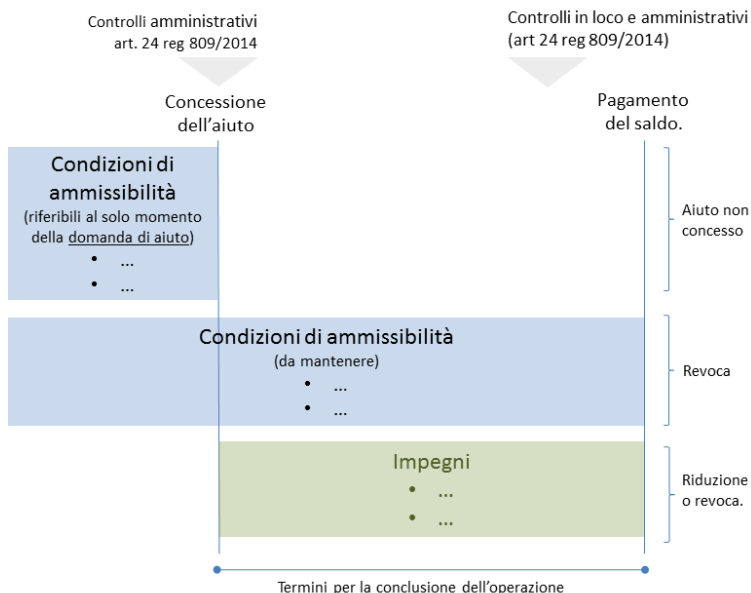 Controlli amministrativi
art. 24 reg 809/2014
Controlli in loco e amministrativi
(art 24 reg 809/2014)
Concessione
dell'aiuto
Pagamento
del saldo.
Condizioni di
ammissibilità
(riferibili al solo momento
della domanda di aiuto)
• ...
• ...
Aiuto non
concesso
Condizioni di ammissibilità
(da mantenere)
• ...
• ...
Revoca
Impegni
• ...
• ...
Riduzione
o revoca.
Termini per la conclusione dell'operazione